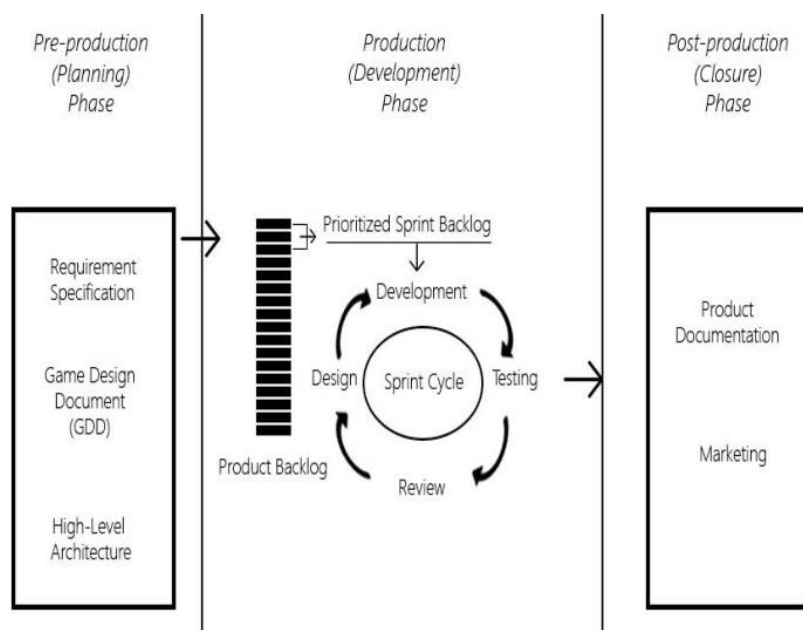 Pre-production
(Planning)
Phase
Production
(Development)
Phase
Post-production
(Closure)
Phase
Requirement
Specification
Game Design
Document
(GDD)
High-Level
Architecture
Prioritized Sprint Backlog
Development
Design
Sprint Cycle
Testing
Review
Product Backlog
Product
Documentation
Marketing